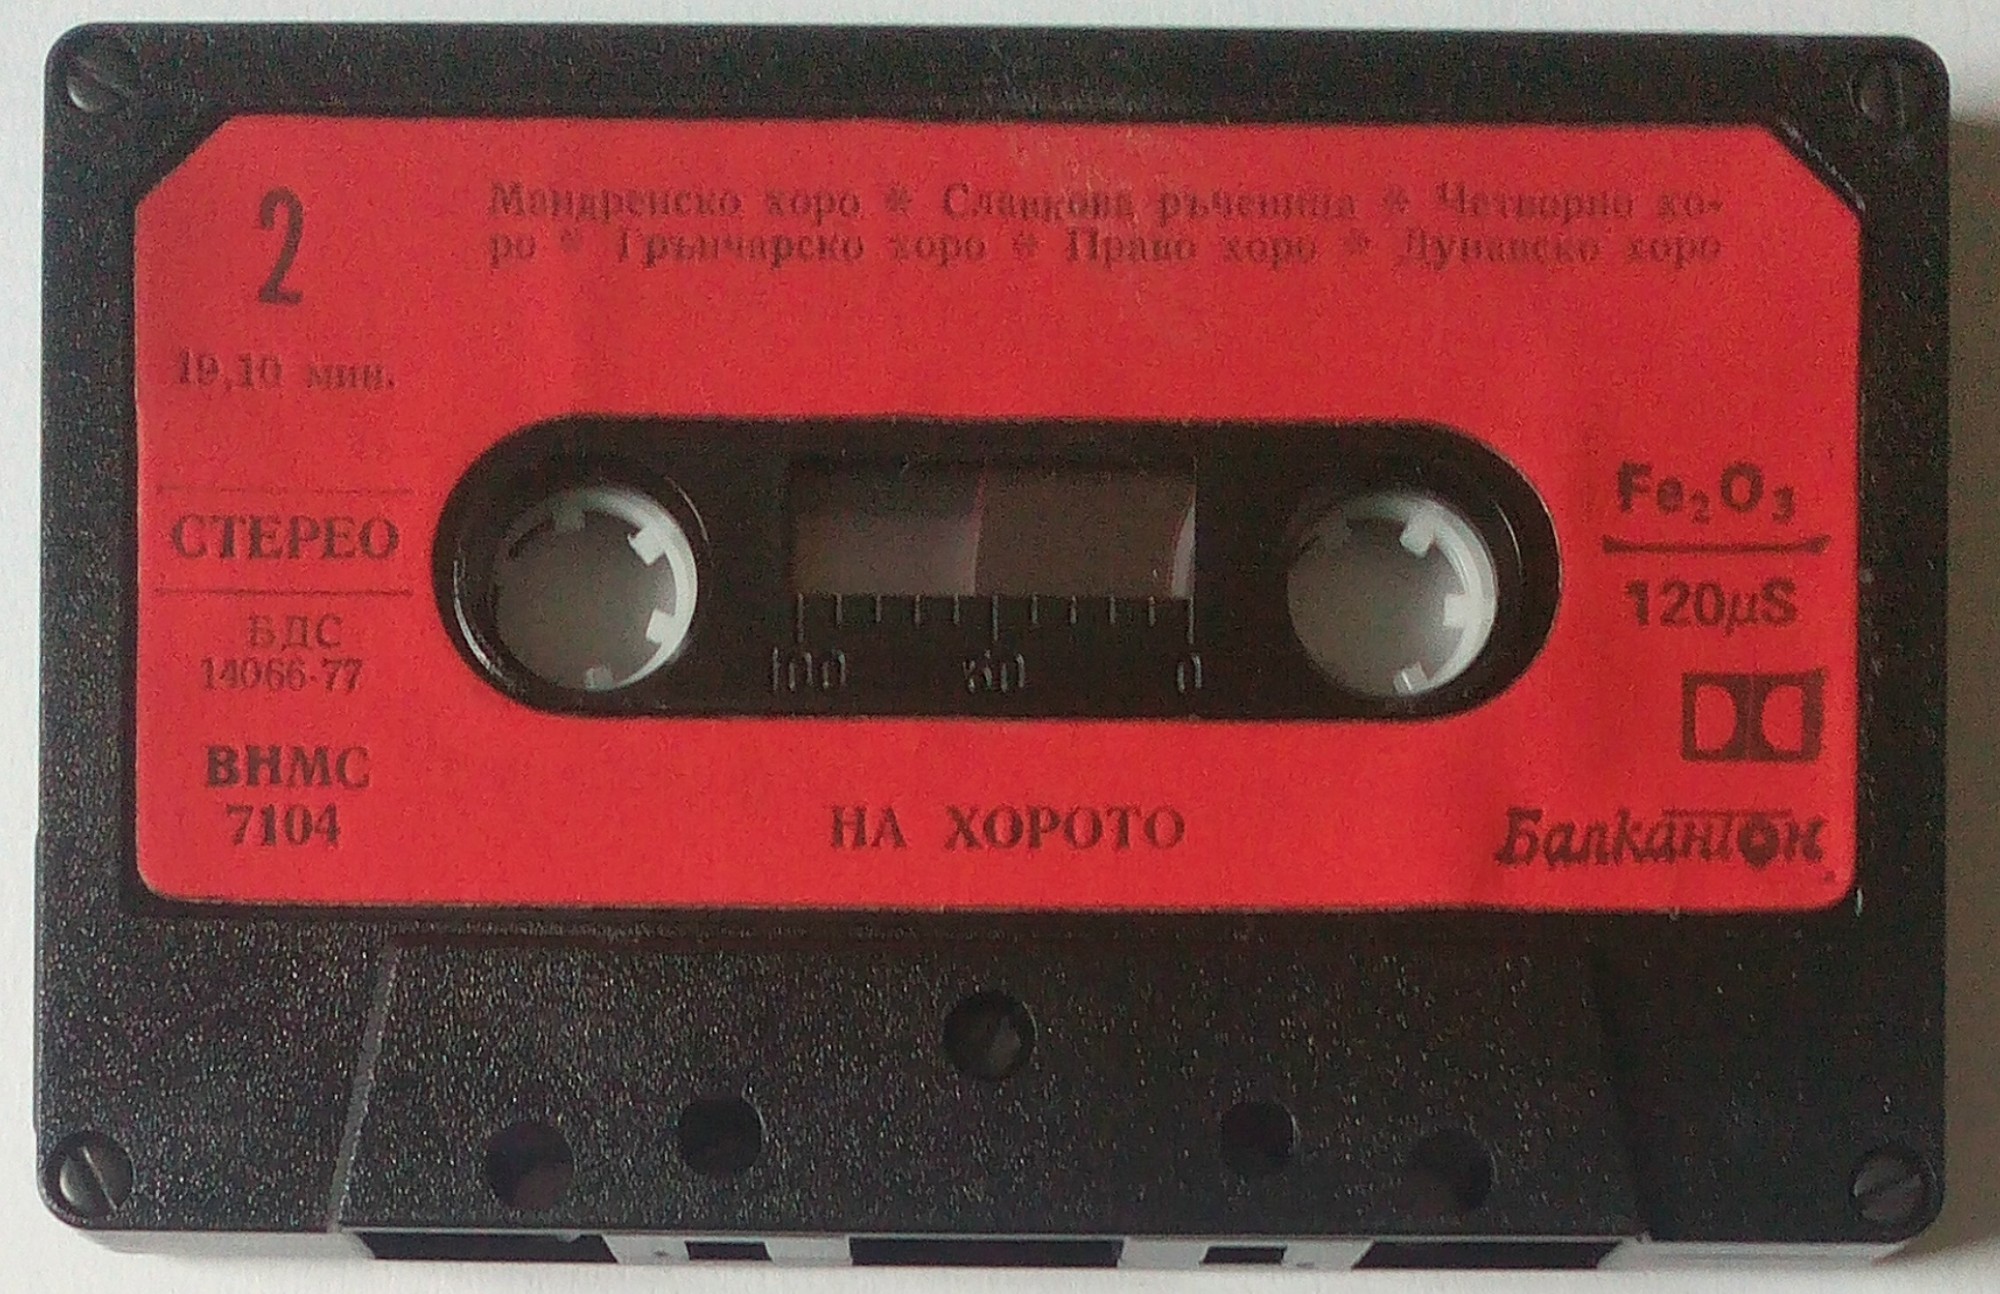 2
Мандренско хоро * Славкова ръченица * Четворно хо-
ро * Грънчарско хоро * Право хоро * Дунавско хоро
19,10 мин.
СТЕРЕО
БДС
14066-77
ВНМС
7104
100 50 0
Fe₂O₃
120µS
НА ХОРОТО
Балкантон